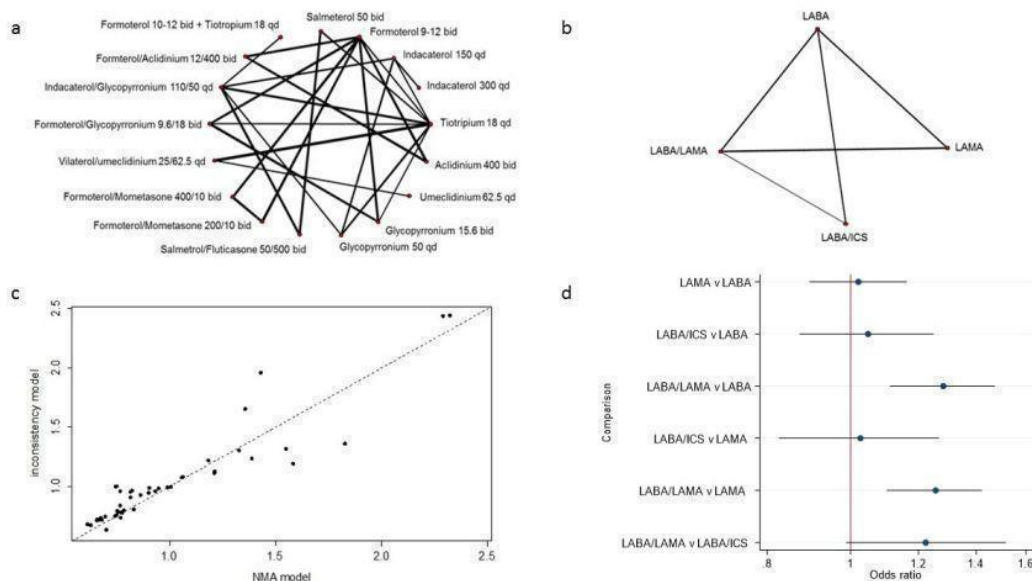 a
Formoterol 10-12 bid + Tiotropium 18 qd
Salmeterol 50 bid
Formoterol 9-12 bid
Formterol/Aclidinium 12/400 bid
Indacaterol 150 qd
Indacaterol/Glycopyrronium 110/50 qd
Indacaterol 300 qd
Formoterol/Glycopyrronium 9.6/18 bid
Tiotripium 18 qd
Vilaterol/umeclidinium 25/62.5 qd
Aclidinium 400 bid
Formoterol/Mometasone 400/10 bid
Umeclidinium 62.5 qd
Formoterol/Mometasone 200/10 bid
Glycopyrronium 15.6 bid
Salmetrol/Fluticasone 50/500 bid
Glycopyrronium 50 qd
b
LABA
LABA/LAMA
LAMA
LABA/ICS
c
inconsistency model
2.5
2.0
1.5
1.0
1.0 1.5 2.0 2.5
NMA model
d
Comparison
LAMA v LABA
LABA/ICS v LABA
LABA/LAMA v LABA
LABA/ICS v LAMA
LABA/LAMA v LAMA
LABA/LAMA v LABA/ICS
.8 1 1.2 1.4 1.6
Odds ratio